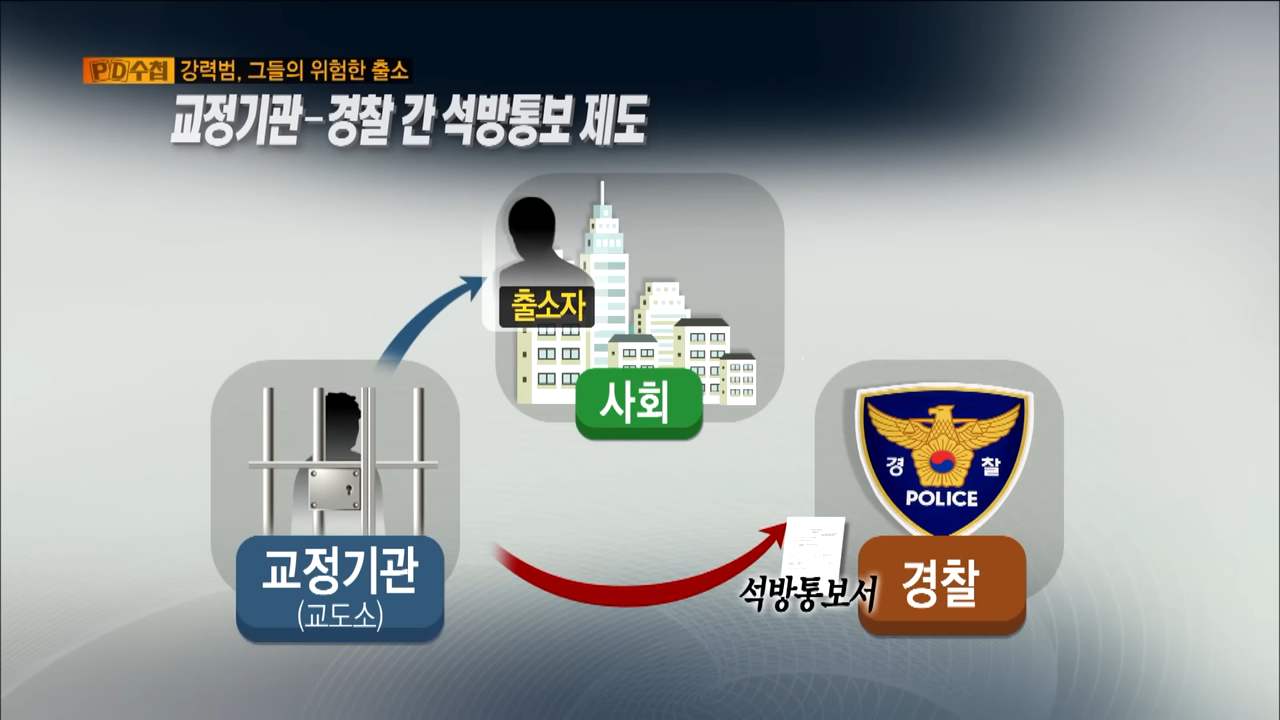 PD수첩 강력범, 그들의 위험한 출소
교정기관-경찰 간 석방통보 제도
출소자
사회
경 찰
POLICE
교정기관
(교도소)
석방통보서
경찰